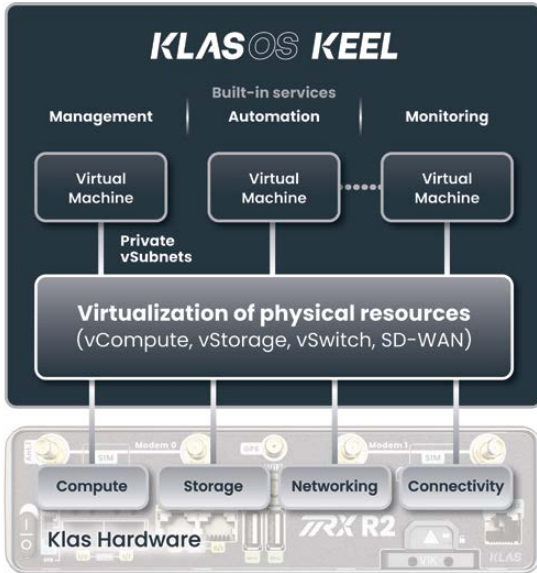 KLAS OS KEEL
Built-in services
Management
Automation
Monitoring
Virtual
Machine
Virtual
Machine
Virtual
Machine
Private
vSubnets
Virtualization of physical resources
(vCompute, vStorage, vSwitch, SD-WAN)
ANT
Modem 0
GPS
Modem 1
SIM
SIM
Compute
Storage
Networking
Connectivity
TRX R2
Klas Hardware
VIK
KLAS